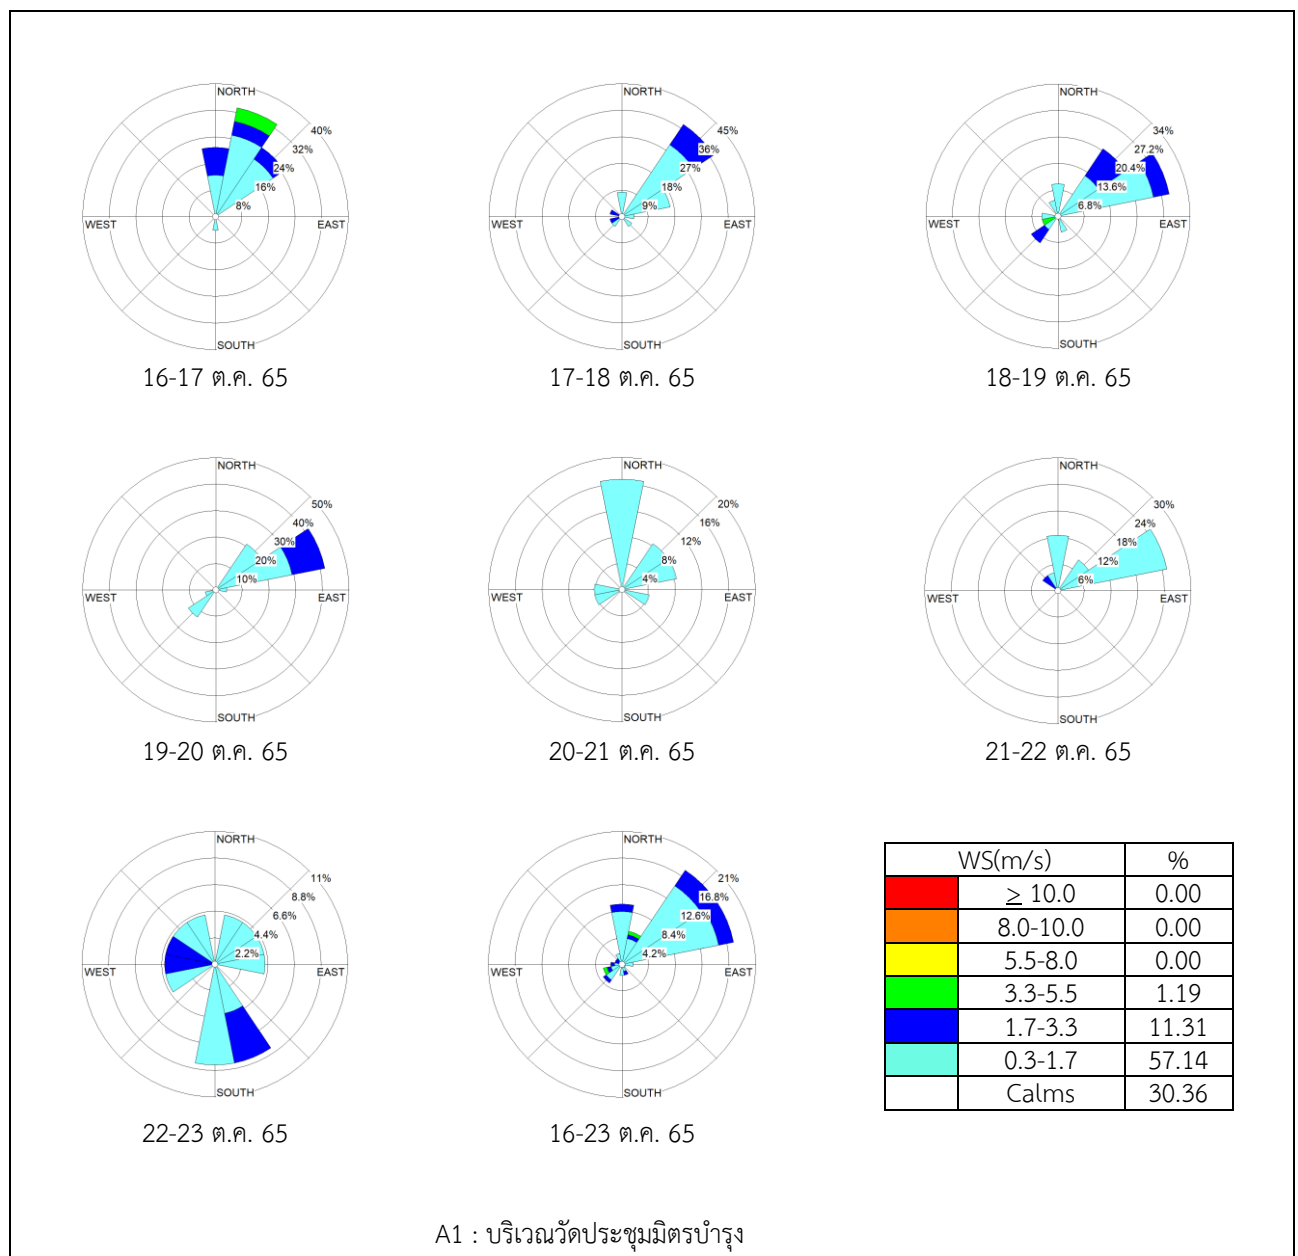 NORTH
40%
32%
24%
16%
8%
WEST
EAST
SOUTH
16-17 ต.ค. 65
NORTH
45%
36%
27%
18%
9%
WEST
EAST
SOUTH
17-18 ต.ค. 65
NORTH
34%
27.2%
20.4%
13.6%
6.8%
WEST
EAST
SOUTH
18-19 ต.ค. 65
NORTH
50%
40%
30%
20%
10%
WEST
EAST
SOUTH
19-20 ต.ค. 65
NORTH
20%
16%
12%
8%
4%
WEST
EAST
SOUTH
20-21 ต.ค. 65
NORTH
30%
24%
18%
12%
6%
WEST
EAST
SOUTH
21-22 ต.ค. 65
NORTH
11%
8.8%
6.6%
4.4%
2.2%
WEST
EAST
SOUTH
22-23 ต.ค. 65
NORTH
21%
16.8%
12.6%
8.4%
4.2%
WEST
EAST
SOUTH
16-23 ต.ค. 65
WS(m/s) %
≥ 10.0 0.00
8.0-10.0 0.00
5.5-8.0 0.00
3.3-5.5 1.19
1.7-3.3 11.31
0.3-1.7 57.14
Calms 30.36
A1 : บริเวณวัดประชุมมิตรบำรุง